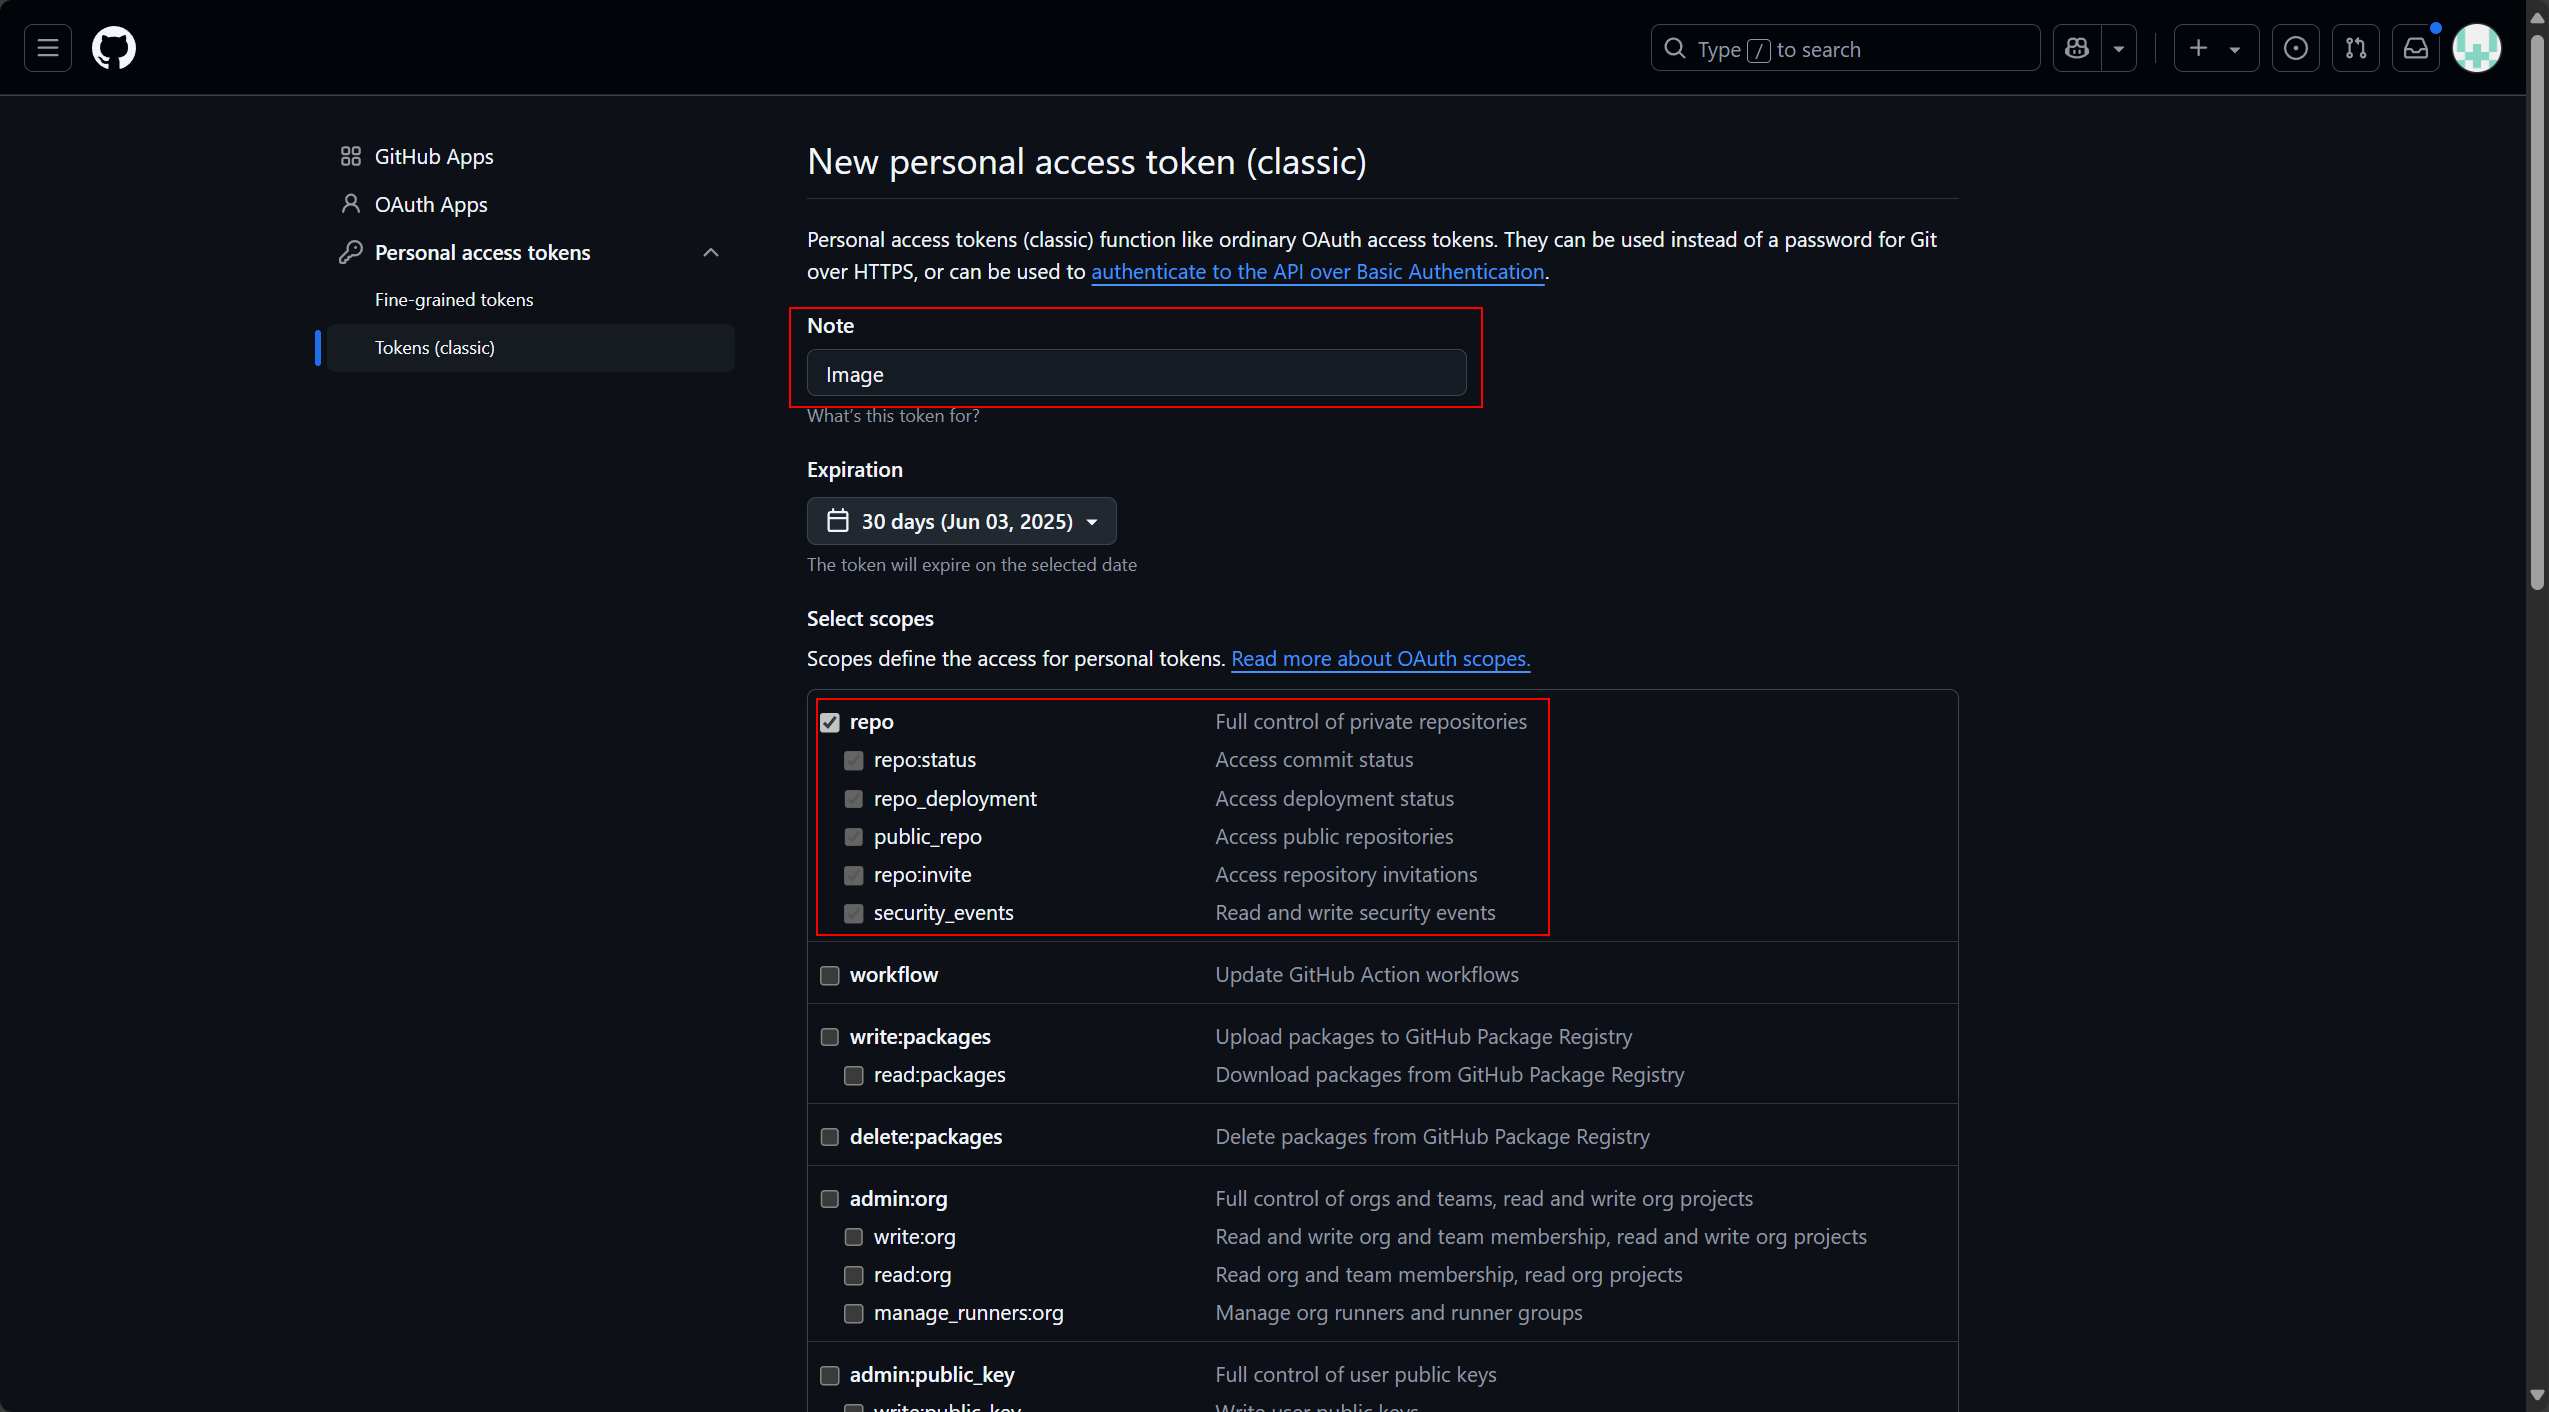 Type / to search
GitHub Apps
OAuth Apps
Personal access tokens
Fine-grained tokens
Tokens (classic)
New personal access token (classic)
Personal access tokens (classic) function like ordinary OAuth access tokens. They can be used instead of a password for Git
over HTTPS, or can be used to authenticate to the API over Basic Authentication.
Note
Image
What's this token for?
Expiration
30 days (Jun 03, 2025)
The token will expire on the selected date
Select scopes
Scopes define the access for personal tokens. Read more about OAuth scopes.
repo Full control of private repositories
repo:status Access commit status
repo_deployment Access deployment status
public_repo Access public repositories
repo:invite Access repository invitations
security_events Read and write security events
workflow Update GitHub Action workflows
write:packages Upload packages to GitHub Package Registry
read:packages Download packages from GitHub Package Registry
delete:packages Delete packages from GitHub Package Registry
admin:org Full control of orgs and teams, read and write org projects
write:org Read and write org and team membership, read and write org projects
read:org Read org and team membership, read org projects
manage_runners:org Manage org runners and runner groups
admin:public_key Full control of user public keys
write:public_key Write user public keys